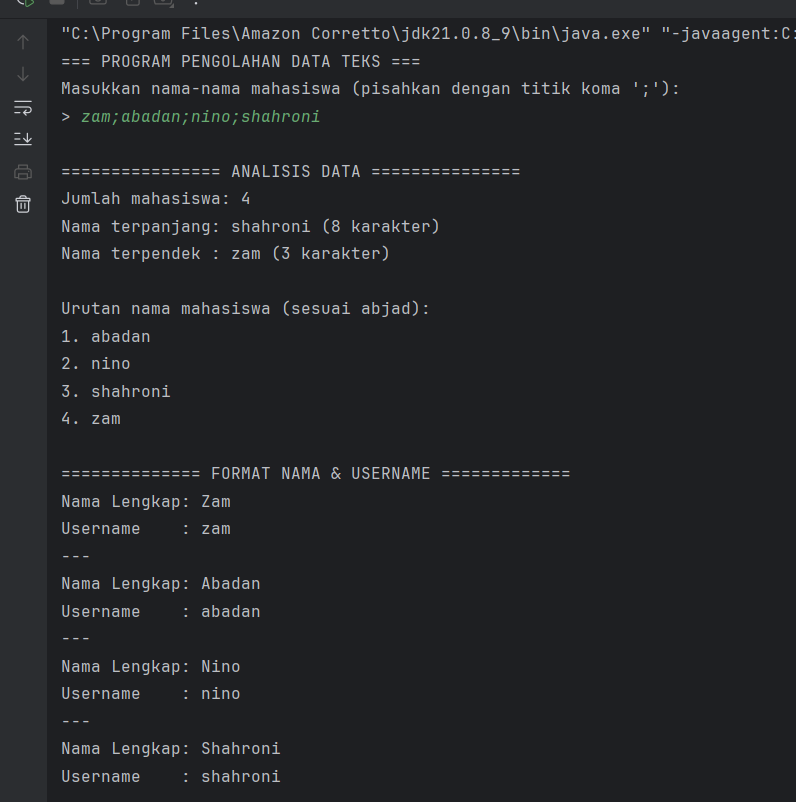 "C:\Program Files\Amazon Corretto\jdk21.0.8_9\bin\java.exe" "-javaagent:C:
=== PROGRAM PENGOLAHAN DATA TEKS ===
Masukkan nama-nama mahasiswa (pisahkan dengan titik koma ';'):
> zam;abadan;nino;shahroni
================ ANALISIS DATA ===============
Jumlah mahasiswa: 4
Nama terpanjang: shahroni (8 karakter)
Nama terpendek : zam (3 karakter)
Urutan nama mahasiswa (sesuai abjad):
1. abadan
2. nino
3. shahroni
4. zam
============== FORMAT NAMA & USERNAME =============
Nama Lengkap: Zam
Username    : zam
---
Nama Lengkap: Abadan
Username    : abadan
---
Nama Lengkap: Nino
Username    : nino
---
Nama Lengkap: Shahroni
Username    : shahroni